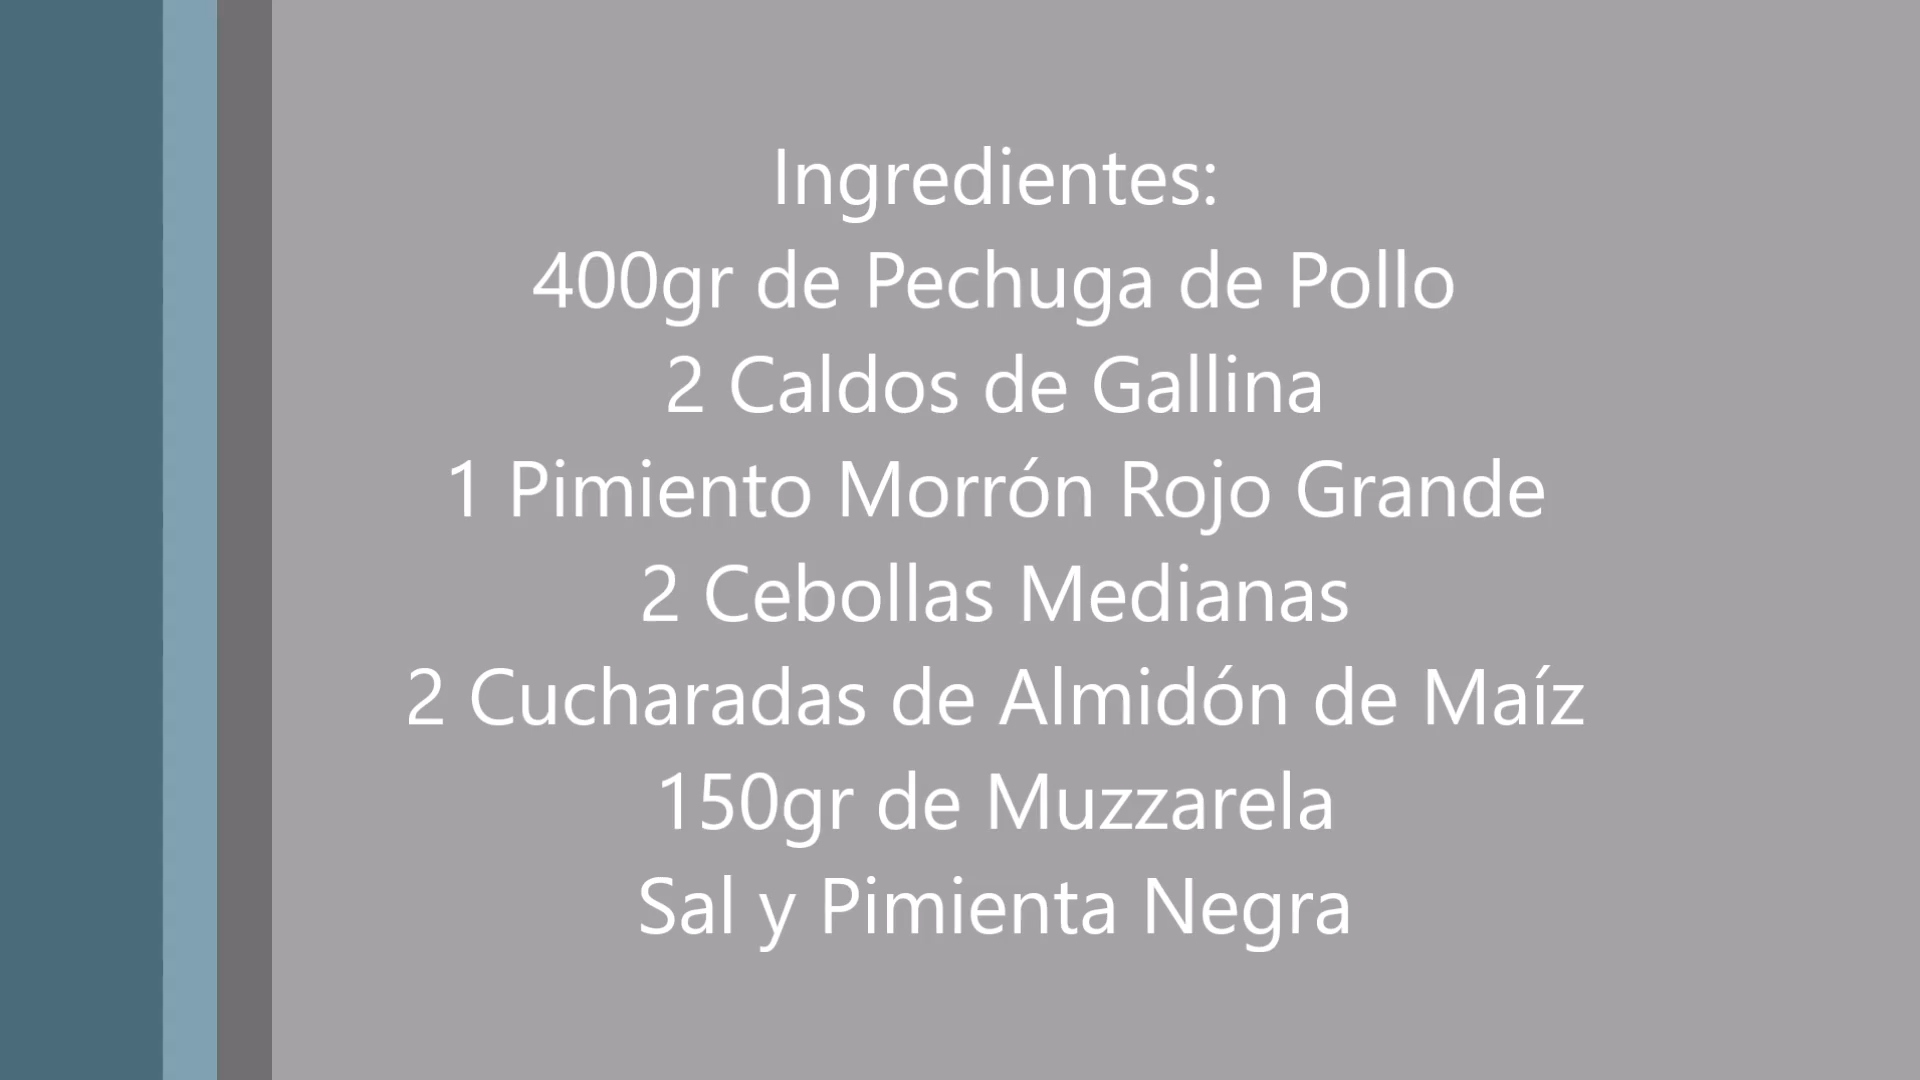 Ingredientes:
400gr de Pechuga de Pollo
2 Caldos de Gallina
1 Pimiento Morrón Rojo Grande
2 Cebollas Medianas
2 Cucharadas de Almidón de Maíz
150gr de Muzzarela
Sal y Pimienta Negra